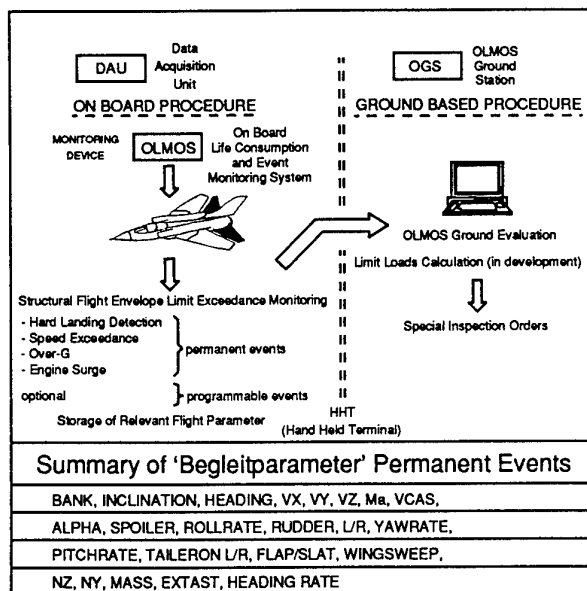 DAU
Data
Acquisition
Unit
ON BOARD PROCEDURE
MONITORING
DEVICE
OLMOS
On Board
Life Consumption
and Event
Monitoring System
Structural Flight Envelope Limit Exceedance Monitoring
- Hard Landing Detection
- Speed Exceedance
- Over-G
- Engine Surge
permanent events
optional
programmable events
Storage of Relevant Flight Parameter
HHT
(Hand Held Terminal)
OGS
OLMOS
Ground
Station
GROUND BASED PROCEDURE
OLMOS Ground Evaluation
Limit Loads Calculation (in development)
Special Inspection Orders
Summary of 'Begleitparameter' Permanent Events
BANK, INCLINATION, HEADING, VX, VY, VZ, Ma, VCAS,
ALPHA, SPOILER, ROLLRATE, RUDDER, L/R, YAWRATE,
PITCHRATE, TAILERON L/R, FLAP/SLAT, WINGSWEEP,
NZ, NY, MASS, EXTAST, HEADING RATE